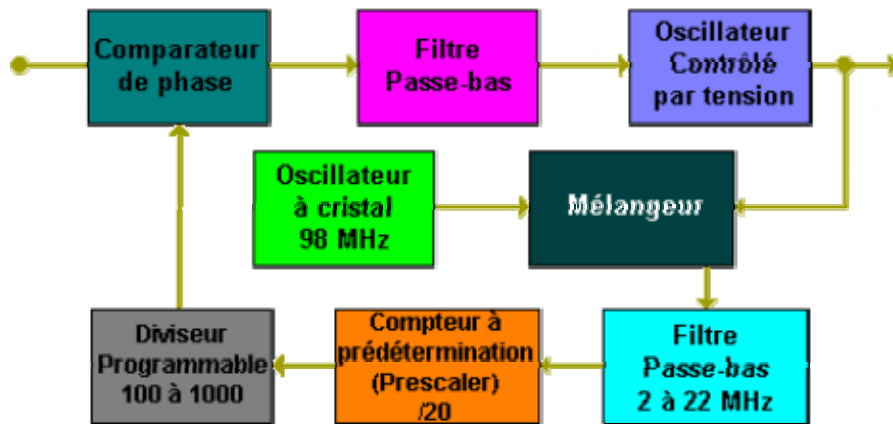 Comparateur
de phase
Filtre
Passe-bas
Oscillateur
Contrôlé
par tension
Oscillateur
à cristal
98 MHz
Mélangeur
Diviseur
Programmable
100 à 1000
Compteur à
prédétermination
(Prescaler)
/20
Filtre
Passe-bas
2 à 22 MHz